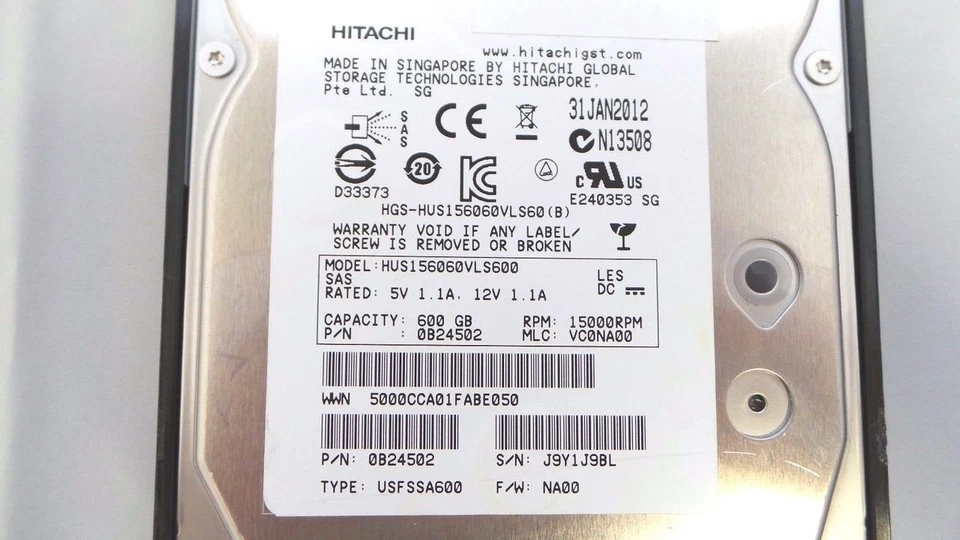 HITACHI
www.hitachigst.com
MADE IN SINGAPORE BY HITACHI GLOBAL
STORAGE TECHNOLOGIES SINGAPORE.
Pte Ltd. SG
SAS
CE
31JAN2012
N13508
D33373
20
KC
c RU US
E240353 SG
HGS-HUS156060VLS60(B)
WARRANTY VOID IF ANY LABEL/
SCREW IS REMOVED OR BROKEN
MODEL:HUS156060VLS600
SAS
LES
RATED: 5V 1.1A, 12V 1.1A
DC
CAPACITY: 600 GB RPM: 15000RPM
P/N : 0B24502 MLC: VC0NA00
WWN 5000CCA01FABE050
P/N: 0B24502 S/N: J9Y1J9BL
TYPE: USFSSA600 F/W: NA00